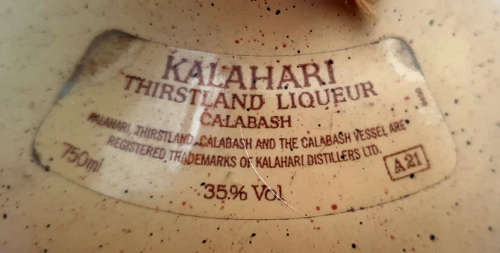 KALAHARI
THIRSTLAND LIQUEUR
CALABASH
KALAHARI, THIRSTLAND, CALABASH AND THE CALABASH VESSEL ARE
REGISTERED TRADEMARKS OF KALAHARI DISTILLERS LTD.
750ml
A21
35% Vol